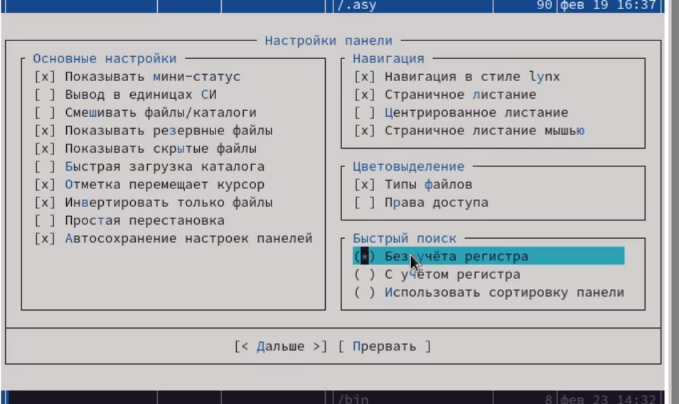 /.asy 90 фев 19 16:37
Настройки панели
Основные настройки
[x] Показывать мини-статус
[ ] Вывод в единицах СИ
[ ] Смешивать файлы/каталоги
[x] Показывать резервные файлы
[x] Показывать скрытые файлы
[ ] Быстрая загрузка каталога
[x] Отметка перемещает курсор
[x] Инвертировать только файлы
[ ] Простая перестановка
[x] Автосохранение настроек панелей
Навигация
[x] Навигация в стиле lynx
[x] Страничное листание
[ ] Центрированное листание
[x] Страничное листание мышью
Цветовыделение
[x] Типы файлов
[ ] Права доступа
Быстрый поиск
(*) Без учёта регистра
( ) С учётом регистра
( ) Использовать сортировку панели
[< Дальше >] [ Прервать ]
/bin 8 фев 23 14:32